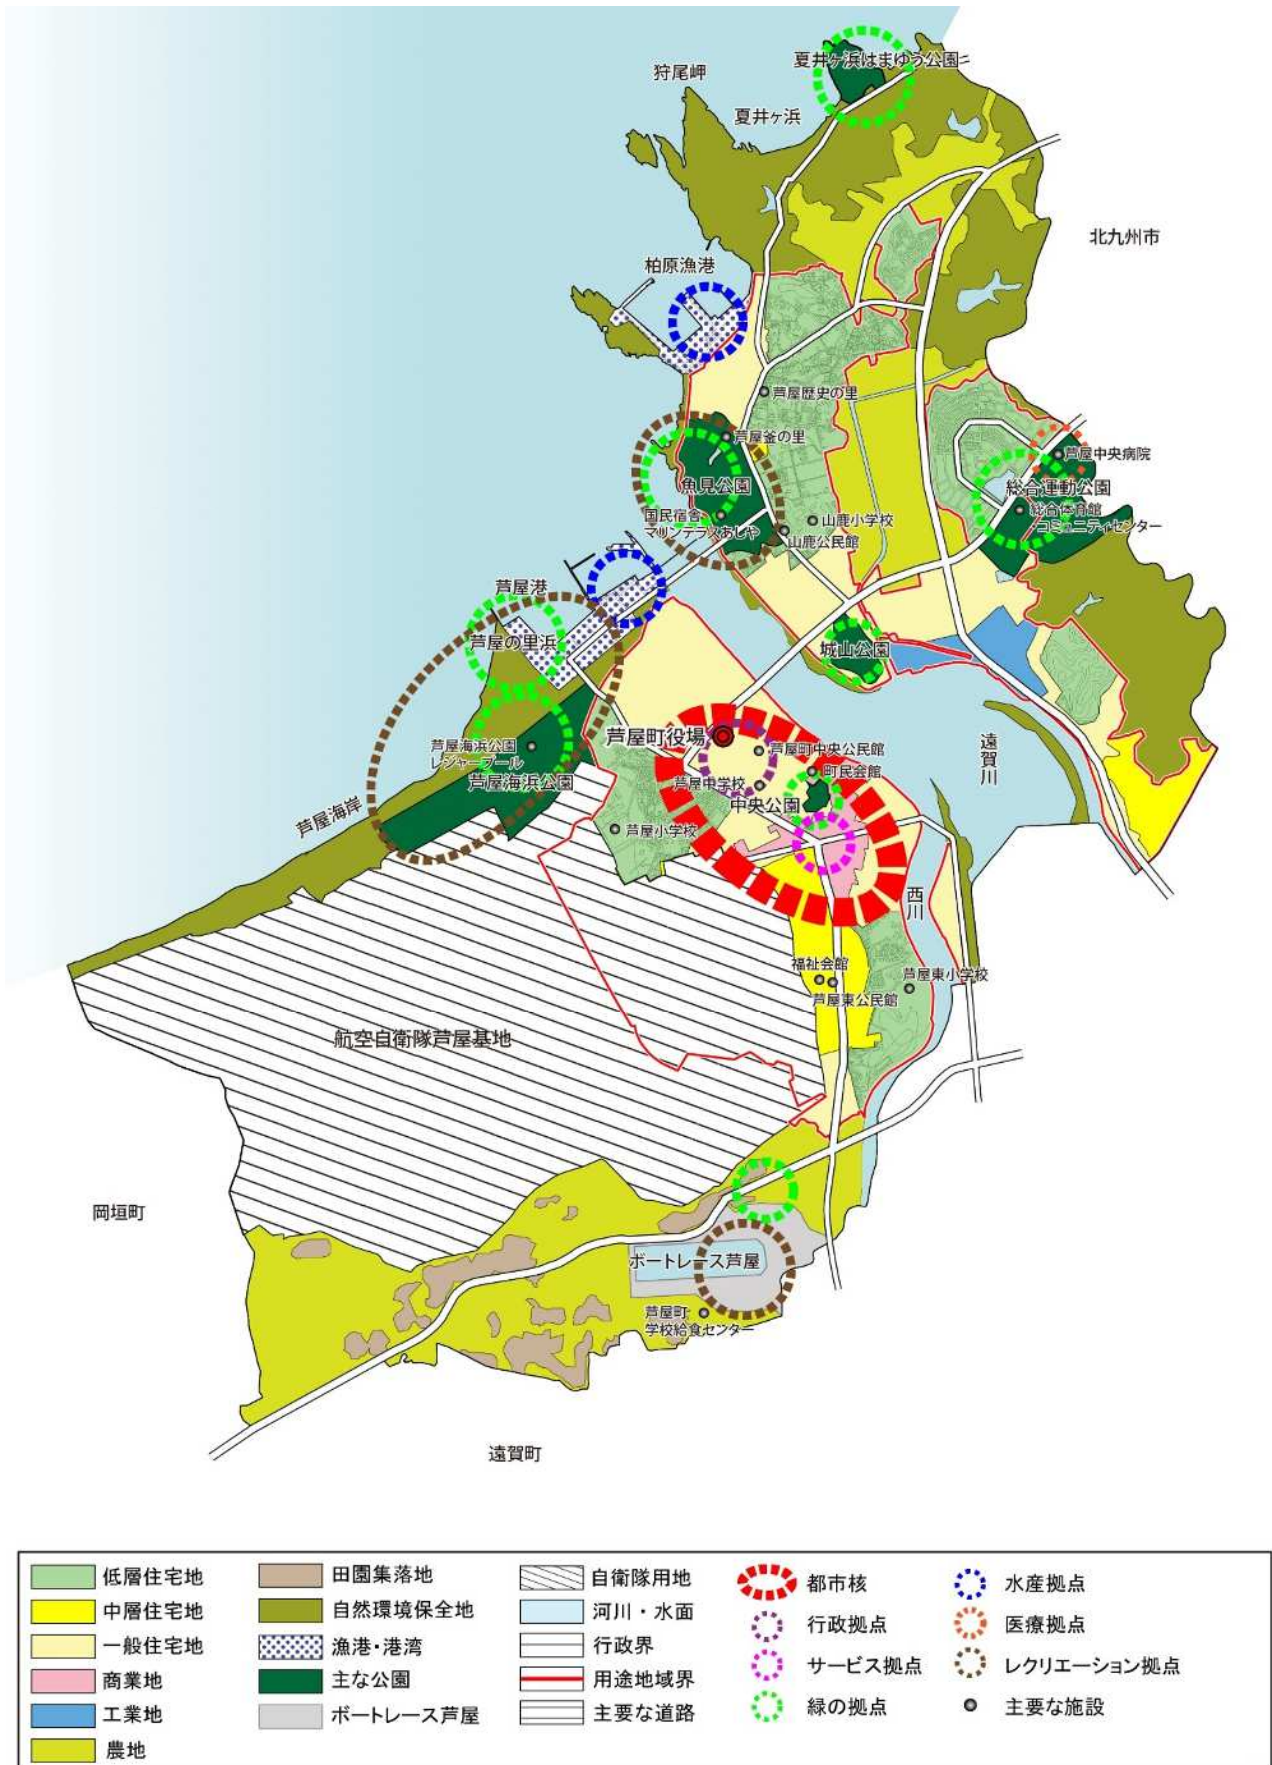 夏井ヶ浜はまゆう公園
狩尾岬
夏井ヶ浜
北九州市
柏原漁港
芦屋歴史の里
芦屋釜の里
芦屋中央病院
魚見公園
総合運動公園
国民宿舎
マリンテラスあしや
山鹿小学校
総合体育館
コミュニティセンター
山鹿公民館
芦屋港
芦屋の里浜
城山公園
芦屋町役場
遠賀川
芦屋海浜公園
レジャープール
芦屋町中央公民館
町民会館
芦屋海浜公園
芦屋中学校
中央公園
芦屋海岸
芦屋小学校
西川
福祉会館
芦屋東小学校
芦屋東公民館
航空自衛隊芦屋基地
岡垣町
ボートレース芦屋
芦屋町
学校給食センター
遠賀町
低層住宅地
中層住宅地
一般住宅地
商業地
工業地
農地
田園集落地
自然環境保全地
漁港・港湾
主な公園
ボートレース芦屋
自衛隊用地
河川・水面
行政界
用途地域界
主要な道路
都市核
行政拠点
サービス拠点
緑の拠点
水産拠点
医療拠点
レクリエーション拠点
主要な施設